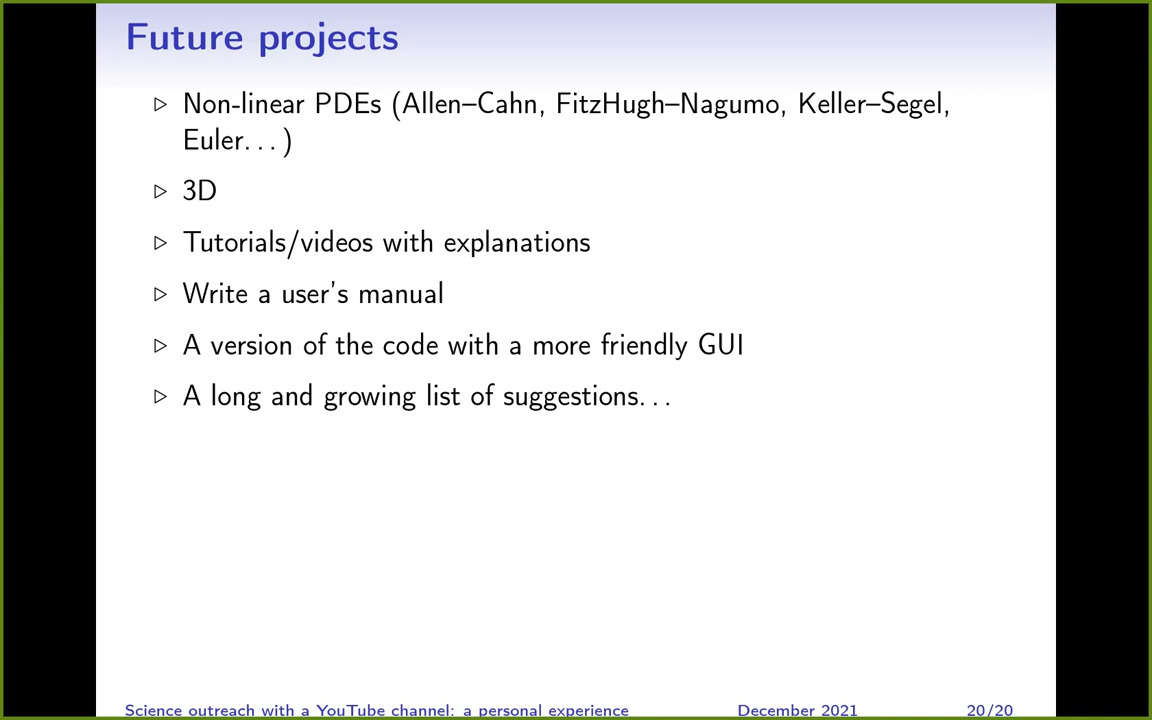 Future projects
▷ Non-linear PDEs (Allen–Cahn, FitzHugh–Nagumo, Keller–Segel,
Euler. . . )
▷ 3D
▷ Tutorials/videos with explanations
▷ Write a user's manual
▷ A version of the code with a more friendly GUI
▷ A long and growing list of suggestions. . .
Science outreach with a YouTube channel: a personal experience December 2021 20/20